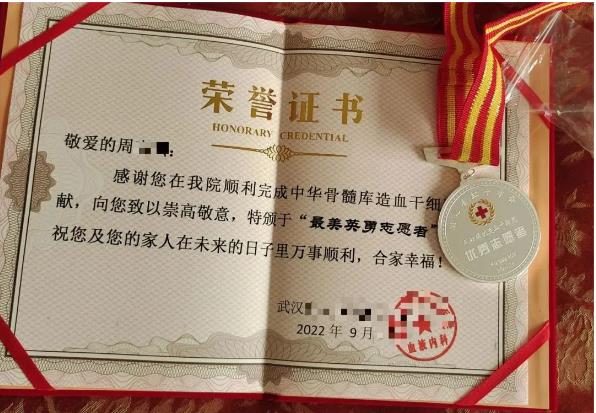 荣誉证书
HONORARY CREDENTIAL
敬爱的周
感谢您在我院顺利完成中华骨髓库造血干细
献，向您致以崇高敬意，特颁于“最美英勇志愿者”
祝您及您的家人在未来的日子里万事顺利，合家幸福！
武汉
2022 年 9 月
血液内科
优秀志愿者